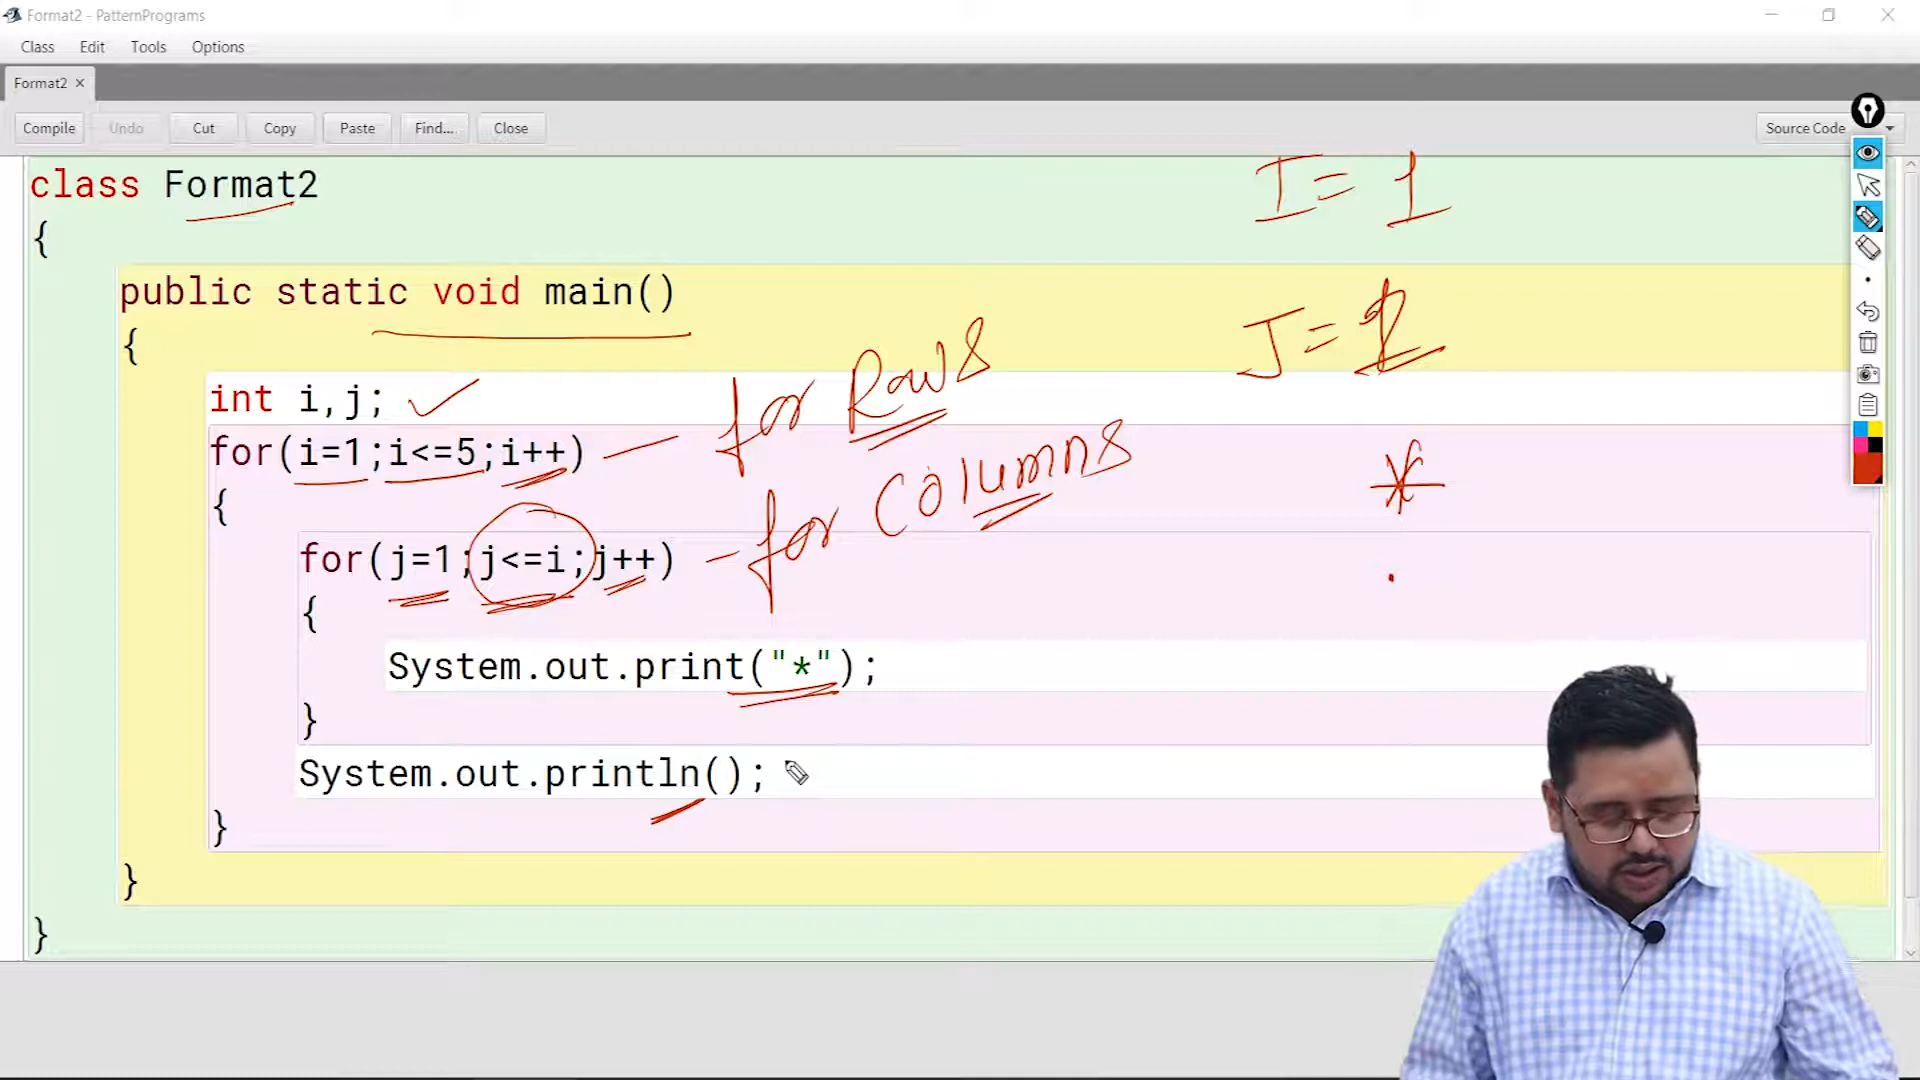 Format2 - PatternPrograms
Class Edit Tools Options
Format2 ×
Compile Undo Cut Copy Paste Find... Close Source Code
class Format2
{
public static void main()
{
int i,j;
for(i=1;i<=5;i++)
{
for(j=1;j<=i;j++)
{
System.out.print("*");
}
System.out.println();
}
}
}
I = 1
J = 2
for Rows
for Columns
*